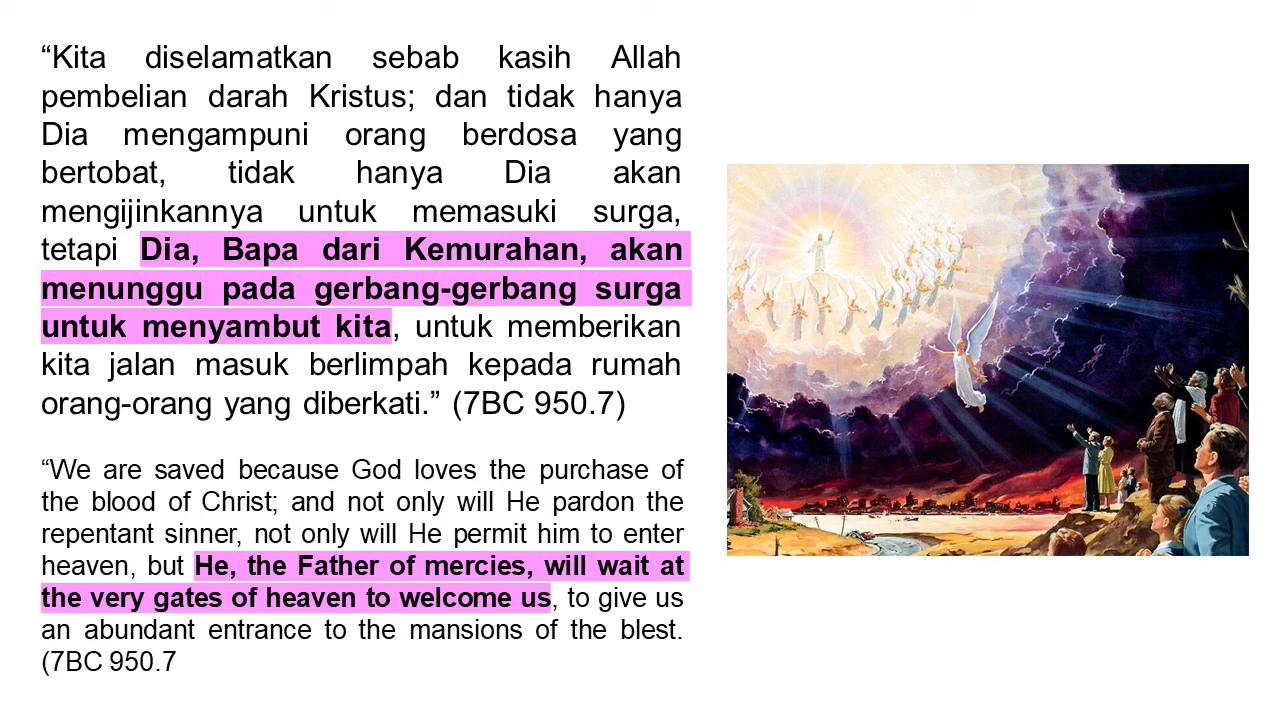 “Kita diselamatkan sebab kasih Allah
pembelian darah Kristus; dan tidak hanya
Dia mengampuni orang berdosa yang
bertobat, tidak hanya Dia akan
mengijinkannya untuk memasuki surga,
tetapi Dia, Bapa dari Kemurahan, akan
menunggu pada gerbang-gerbang surga
untuk menyambut kita, untuk memberikan
kita jalan masuk berlimpah kepada rumah
orang-orang yang diberkati.” (7BC 950.7)
“We are saved because God loves the purchase of
the blood of Christ; and not only will He pardon the
repentant sinner, not only will He permit him to enter
heaven, but He, the Father of mercies, will wait at
the very gates of heaven to welcome us, to give us
an abundant entrance to the mansions of the blest.
(7BC 950.7